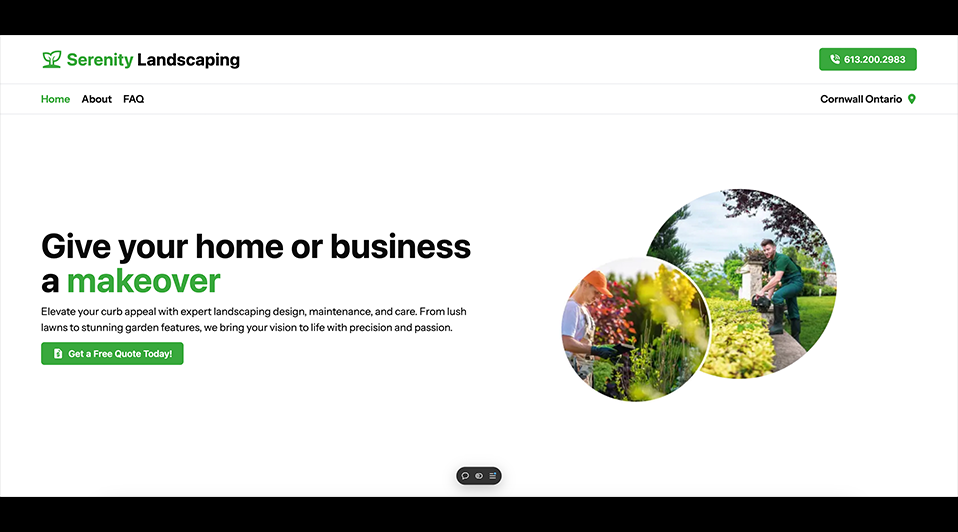 Serenity Landscaping
613.200.2983
Home About FAQ
Cornwall Ontario
Give your home or business
a makeover
Elevate your curb appeal with expert landscaping design, maintenance, and care. From lush
lawns to stunning garden features, we bring your vision to life with precision and passion.
Get a Free Quote Today!